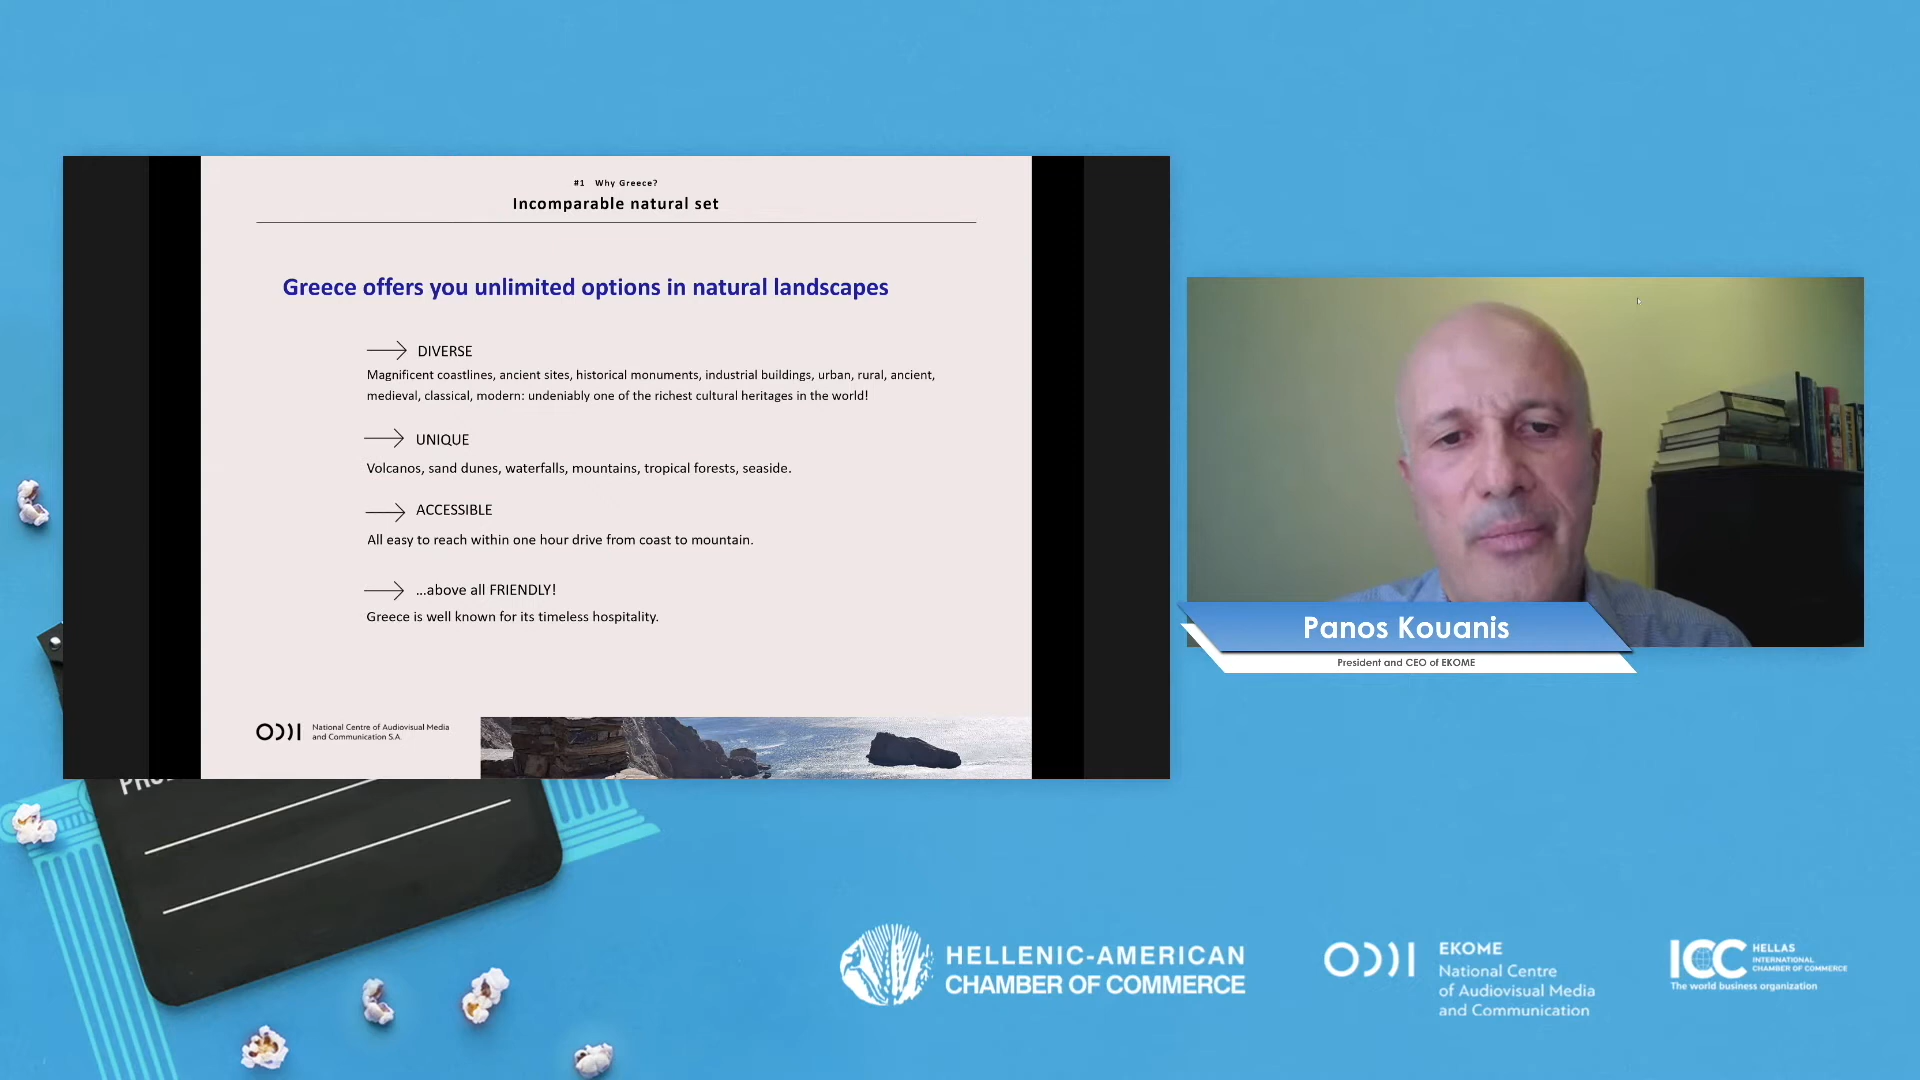 #1 Why Greece?
Incomparable natural set
Greece offers you unlimited options in natural landscapes
DIVERSE
Magnificent coastlines, ancient sites, historical monuments, industrial buildings, urban, rural, ancient,
medieval, classical, modern: undeniably one of the richest cultural heritages in the world!
UNIQUE
Volcanos, sand dunes, waterfalls, mountains, tropical forests, seaside.
ACCESSIBLE
All easy to reach within one hour drive from coast to mountain.
...above all FRIENDLY!
Greece is well known for its timeless hospitality.
National Centre of Audiovisual Media
and Communication S.A.
Panos Kouanis
President and CEO of EKOME
HELLENIC-AMERICAN
CHAMBER OF COMMERCE
EKOME
National Centre
of Audiovisual Media
and Communication
ICC
HELLAS
INTERNATIONAL
CHAMBER OF COMMERCE
The world business organization